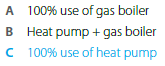 A 100% use of gas boiler
B Heat pump + gas boiler
C 100% use of heat pump